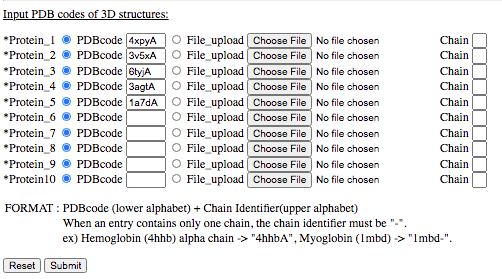 Input PDB codes of 3D structures:
*Protein_1 PDBcode 4xpyA File_upload Choose File No file chosen Chain
*Protein_2 PDBcode 3v5xA File_upload Choose File No file chosen Chain
*Protein_3 PDBcode 6tyjA File_upload Choose File No file chosen Chain
*Protein_4 PDBcode 3agtA File_upload Choose File No file chosen Chain
*Protein_5 PDBcode 1a7dA File_upload Choose File No file chosen Chain
*Protein_6 PDBcode File_upload Choose File No file chosen Chain
*Protein_7 PDBcode File_upload Choose File No file chosen Chain
*Protein_8 PDBcode File_upload Choose File No file chosen Chain
*Protein_9 PDBcode File_upload Choose File No file chosen Chain
*Protein10 PDBcode File_upload Choose File No file chosen Chain
FORMAT : PDBcode (lower alphabet) + Chain Identifier(upper alphabet)
When an entry contains only one chain, the chain identifier must be "-".
ex) Hemoglobin (4hhb) alpha chain -> "4hhbA", Myoglobin (1mbd) -> "1mbd-".
Reset Submit